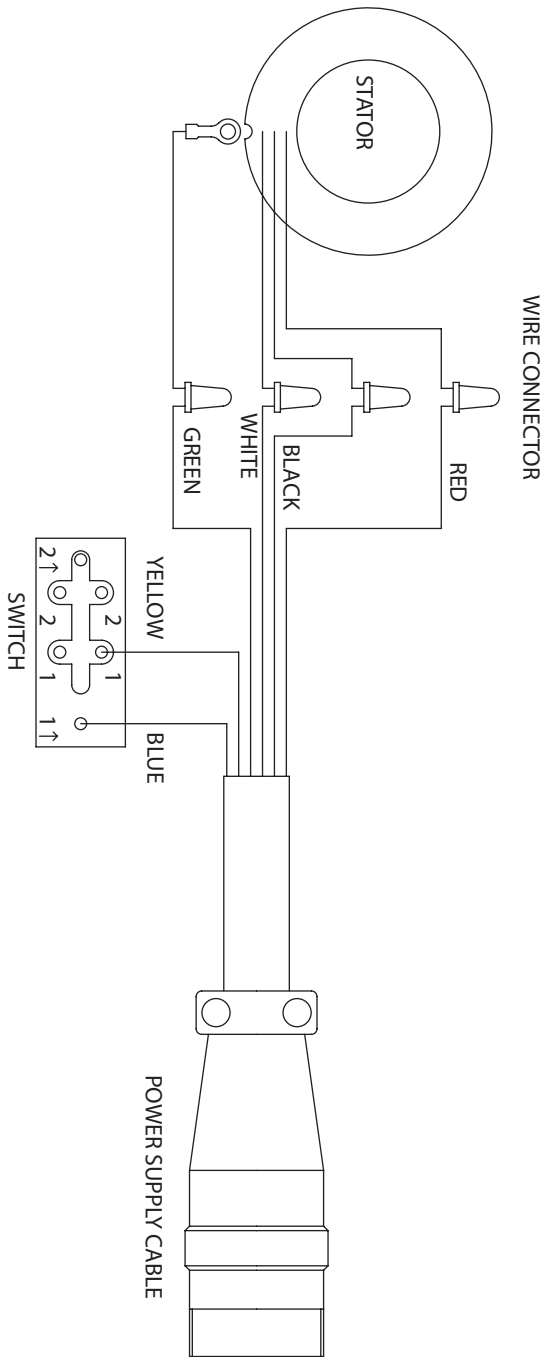 STATOR
WIRE CONNECTOR
RED
BLACK
WHITE
GREEN
YELLOW
BLUE
2↑
2
2
1
1
1↑
SWITCH
POWER SUPPLY CABLE